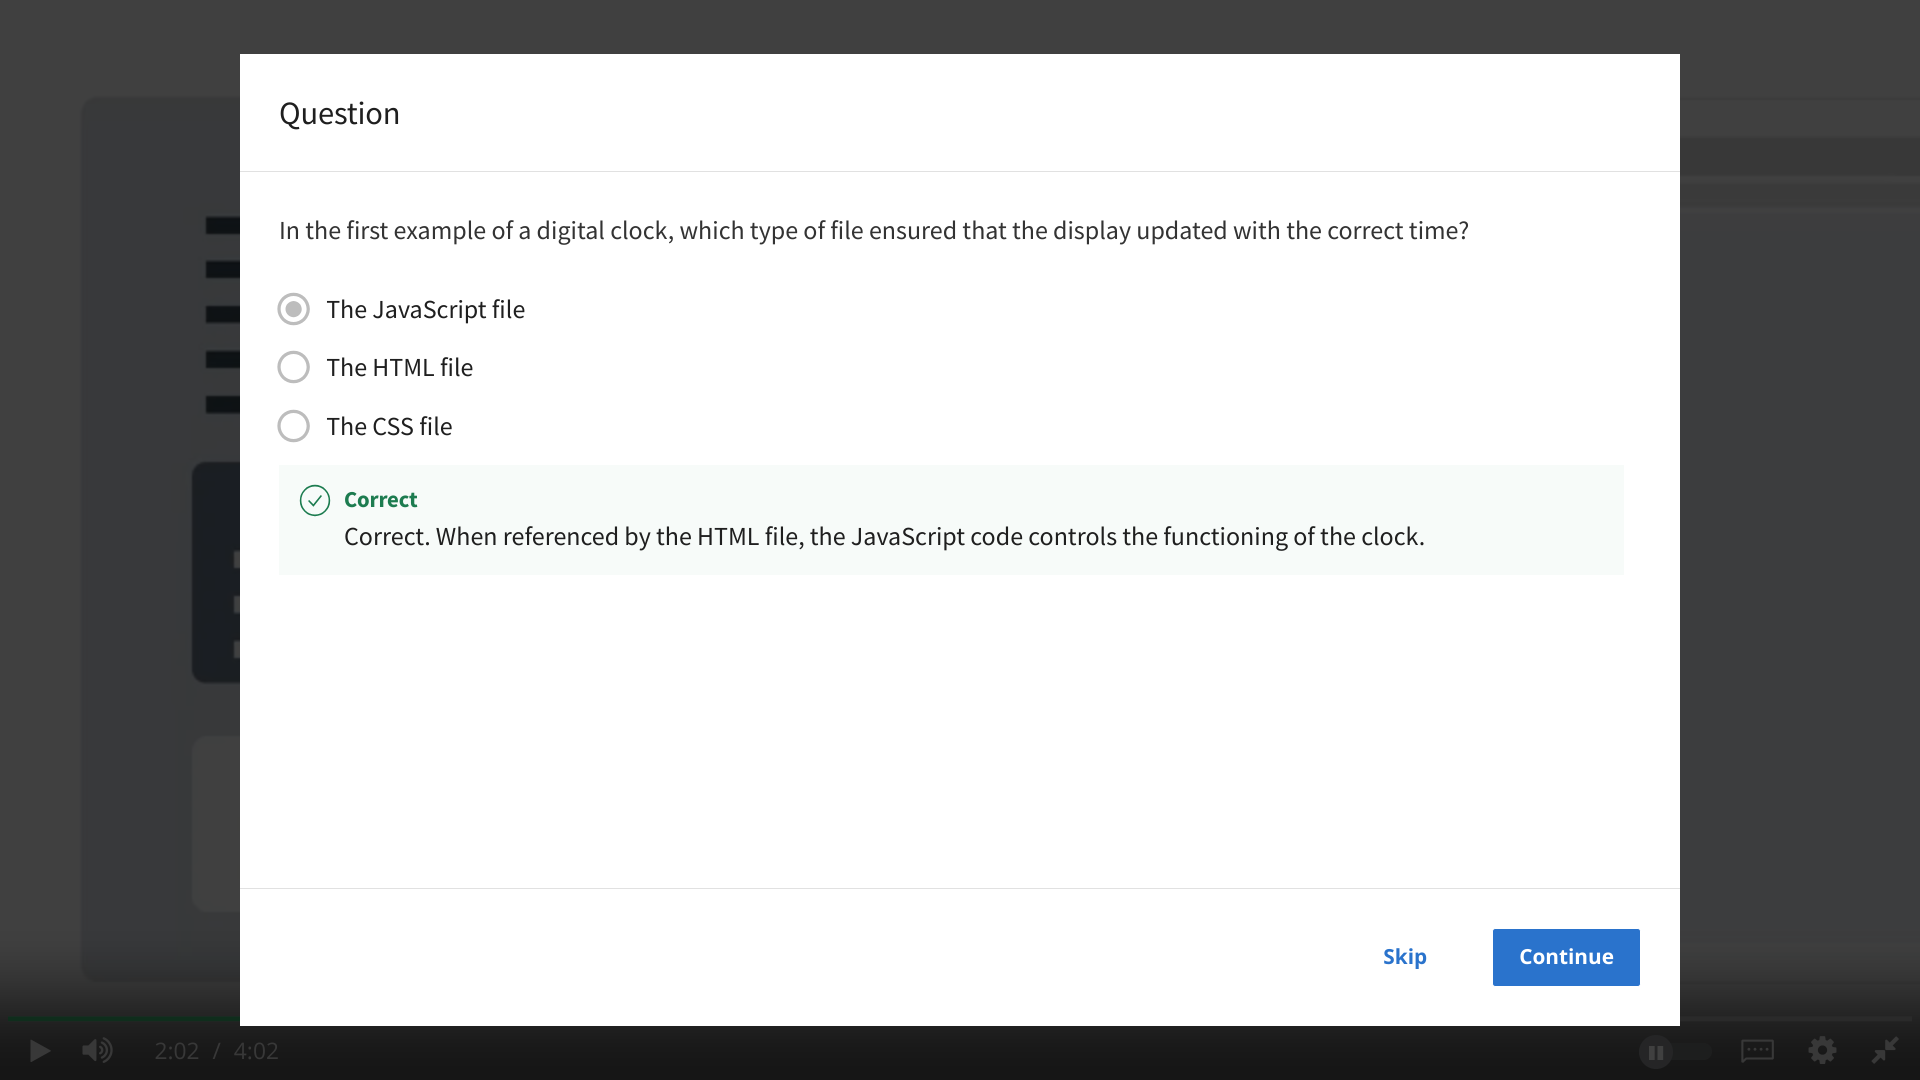 Question
In the first example of a digital clock, which type of file ensured that the display updated with the correct time?
The JavaScript file
The HTML file
The CSS file
Correct
Correct. When referenced by the HTML file, the JavaScript code controls the functioning of the clock.
Skip
Continue
2:02 / 4:02